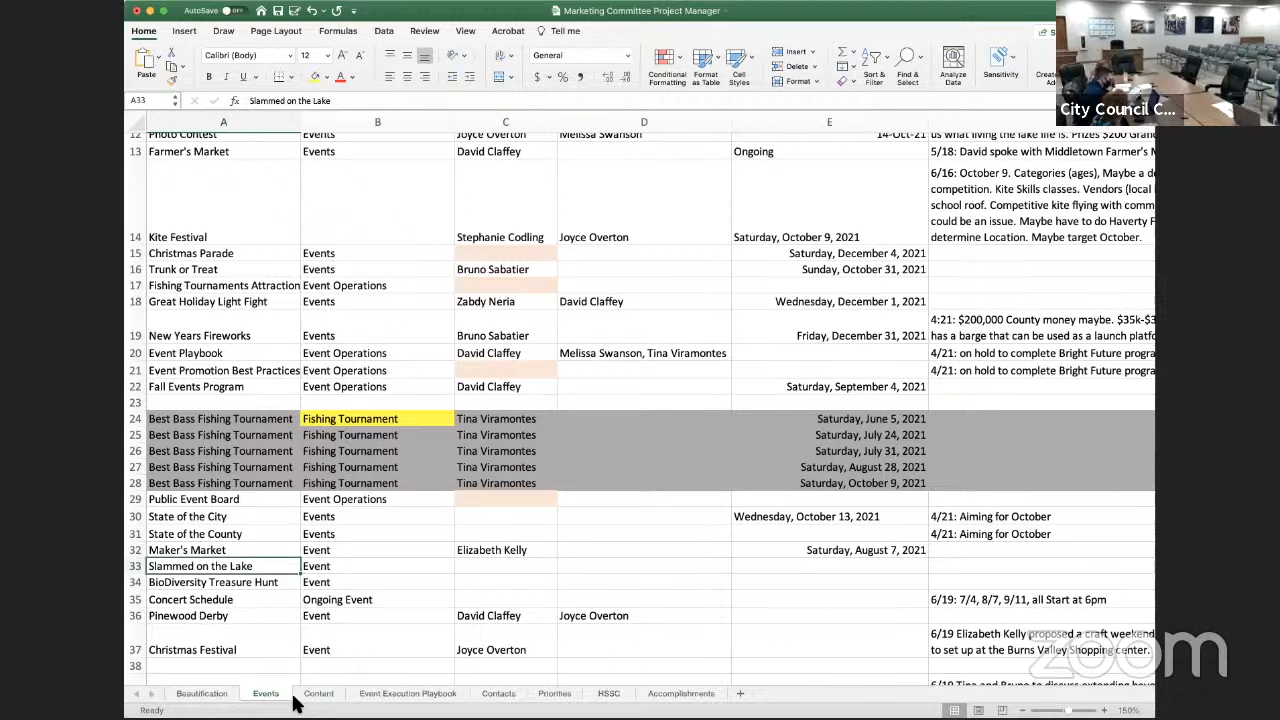 AutoSave OFF Marketing Committee Project Manager
Home Insert Draw Page Layout Formulas Data Review View Acrobat Tell me
Paste Calibri (Body) 12 General Conditional Formatting Format as Table Cell Styles Insert Delete Format Sort & Filter Find & Select Analyze Data Sensitivity
City Council C...
A33 fx Slammed on the Lake
A B C D E
12 Photo Contest Events Joyce Overton Melissa Swanson 14-Oct-21 us what living the lake life is. Prizes $200
13 Farmer's Market Events David Claffey Ongoing 5/18: David spoke with Middletown Farmer's
6/16: October 9. Categories (ages), Maybe a
competition. Kite Skills classes. Vendors (local
school roof. Competitive kite flying with
could be an issue. Maybe have to do Haverty
14 Kite Festival Stephanie Codling Joyce Overton Saturday, October 9, 2021 determine Location. Maybe target October.
15 Christmas Parade Events Saturday, December 4, 2021
16 Trunk or Treat Events Bruno Sabatier Sunday, October 31, 2021
17 Fishing Tournaments Attraction Event Operations
18 Great Holiday Light Fight Events Zabdy Neria David Claffey Wednesday, December 1, 2021
4:21: $200,000 County money maybe. $35k-
19 New Years Fireworks Events Bruno Sabatier Friday, December 31, 2021 has a barge that can be used as a launch
20 Event Playbook Event Operations David Claffey Melissa Swanson, Tina Viramontes 4/21: on hold to complete Bright Future
21 Event Promotion Best Practices Event Operations 4/21: on hold to complete Bright Future
22 Fall Events Program Event Operations David Claffey Saturday, September 4, 2021
23
24 Best Bass Fishing Tournament Fishing Tournament Tina Viramontes Saturday, June 5, 2021
25 Best Bass Fishing Tournament Fishing Tournament Tina Viramontes Saturday, July 24, 2021
26 Best Bass Fishing Tournament Fishing Tournament Tina Viramontes Saturday, July 31, 2021
27 Best Bass Fishing Tournament Fishing Tournament Tina Viramontes Saturday, August 28, 2021
28 Best Bass Fishing Tournament Fishing Tournament Tina Viramontes Saturday, October 9, 2021
29 Public Event Board Event Operations
30 State of the City Events Wednesday, October 13, 2021 4/21: Aiming for October
31 State of the County Events 4/21: Aiming for October
32 Maker's Market Event Elizabeth Kelly Saturday, August 7, 2021
33 Slammed on the Lake Event
34 BioDiversity Treasure Hunt Event
35 Concert Schedule Ongoing Event 6/19: 7/4, 8/7, 9/11, all Start at 6pm
36 Pinewood Derby Event David Claffey Joyce Overton
6/19 Elizabeth Kelly proposed a craft weekend
37 Christmas Festival Event Joyce Overton to set up at the Burns Valley Shopping center.
38
6/19 Tina and Bruno to discuss extending
zoom
Beautification Events Content Event Execution Playbook Contacts Priorities HSSC Accomplishments +
Ready 150%